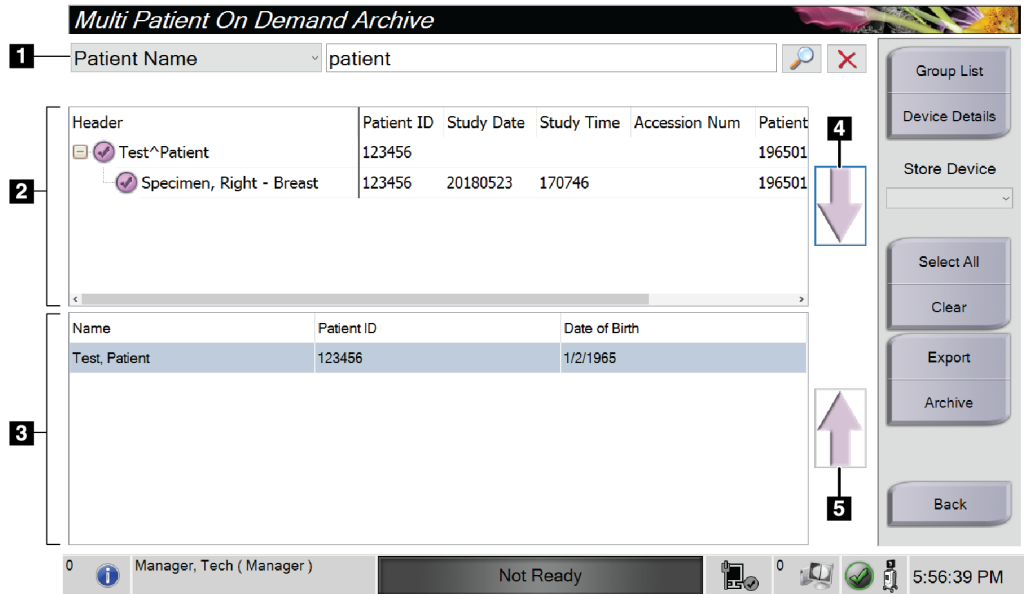 Multi Patient On Demand Archive
1
Patient Name
patient
Group List
Device Details
Store Device
Select All
Clear
Export
Archive
Back
2
Header Patient ID Study Date Study Time Accession Num Patient
Test^Patient 123456 196501
Specimen, Right - Breast 123456 20180523 170746 196501
4
3
Name Patient ID Date of Birth
Test, Patient 123456 1/2/1965
5
0 Manager, Tech ( Manager ) Not Ready 0 5:56:39 PM